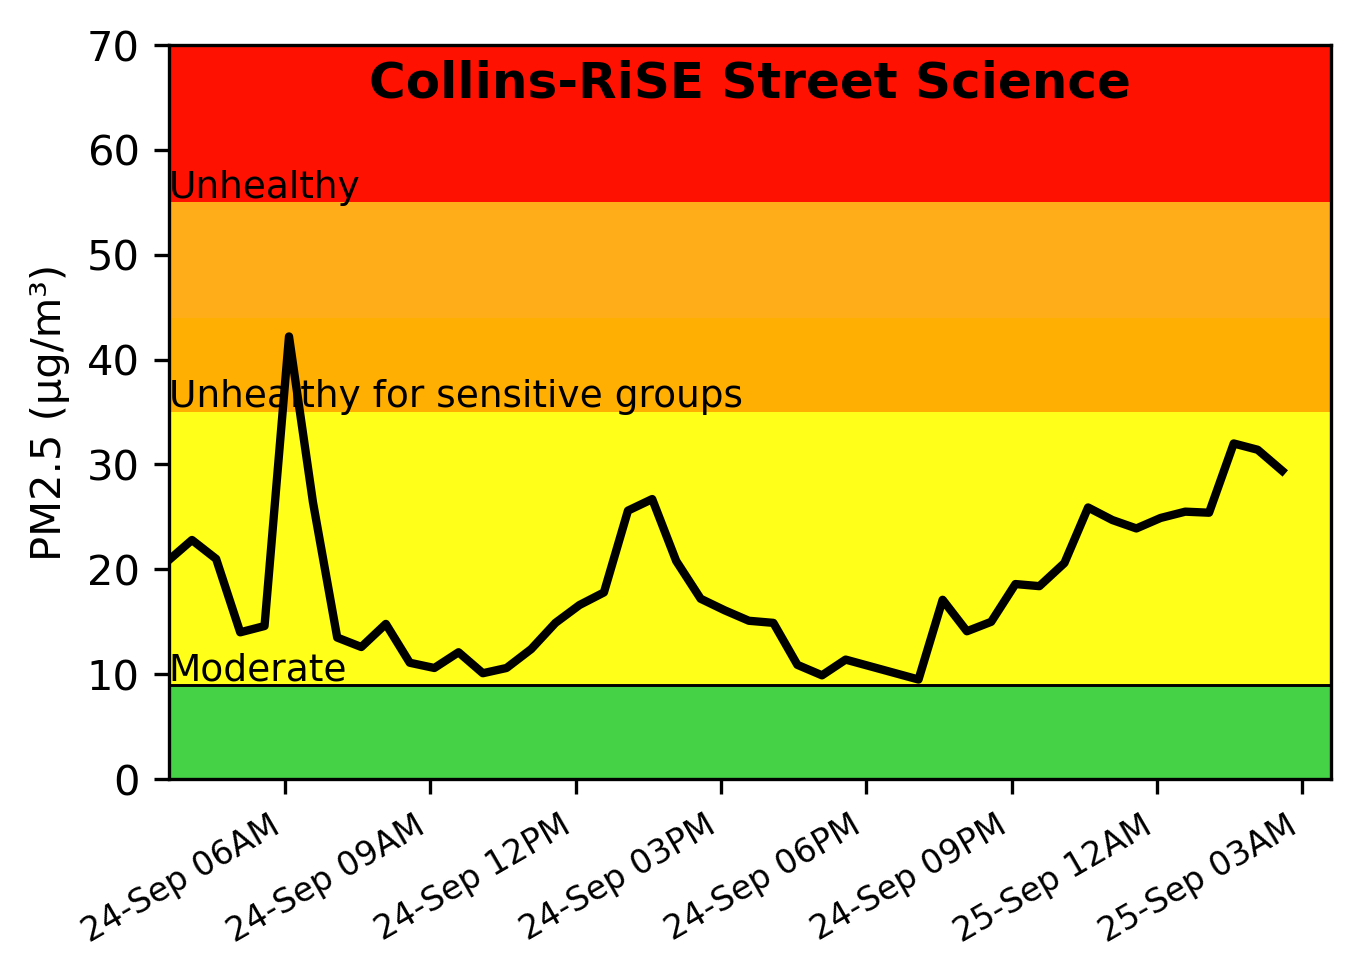 Collins-RiSE Street Science
70
60
50
40
30
20
10
0
PM2.5 (µg/m³)
Unhealthy
Unhealthy for sensitive groups
Moderate
24-Sep 06AM
24-Sep 09AM
24-Sep 12PM
24-Sep 03PM
24-Sep 06PM
24-Sep 09PM
25-Sep 12AM
25-Sep 03AM